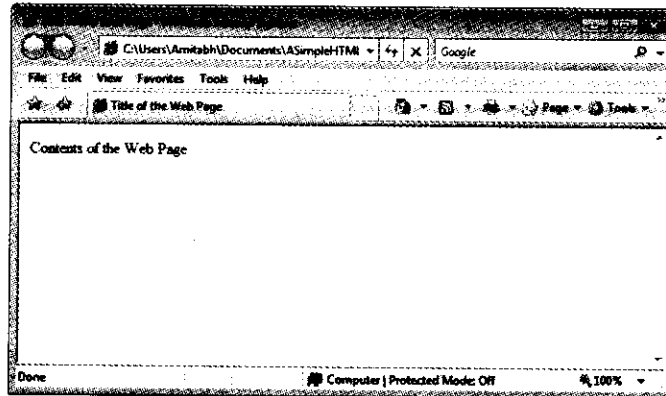 C:\Users\Amitabh\Documents\ASimpleHTMl Google
File Edit View Favorites Tools Help
Title of the Web Page Page Tools
Contents of the Web Page
Done Computer | Protected Mode: Off 100%